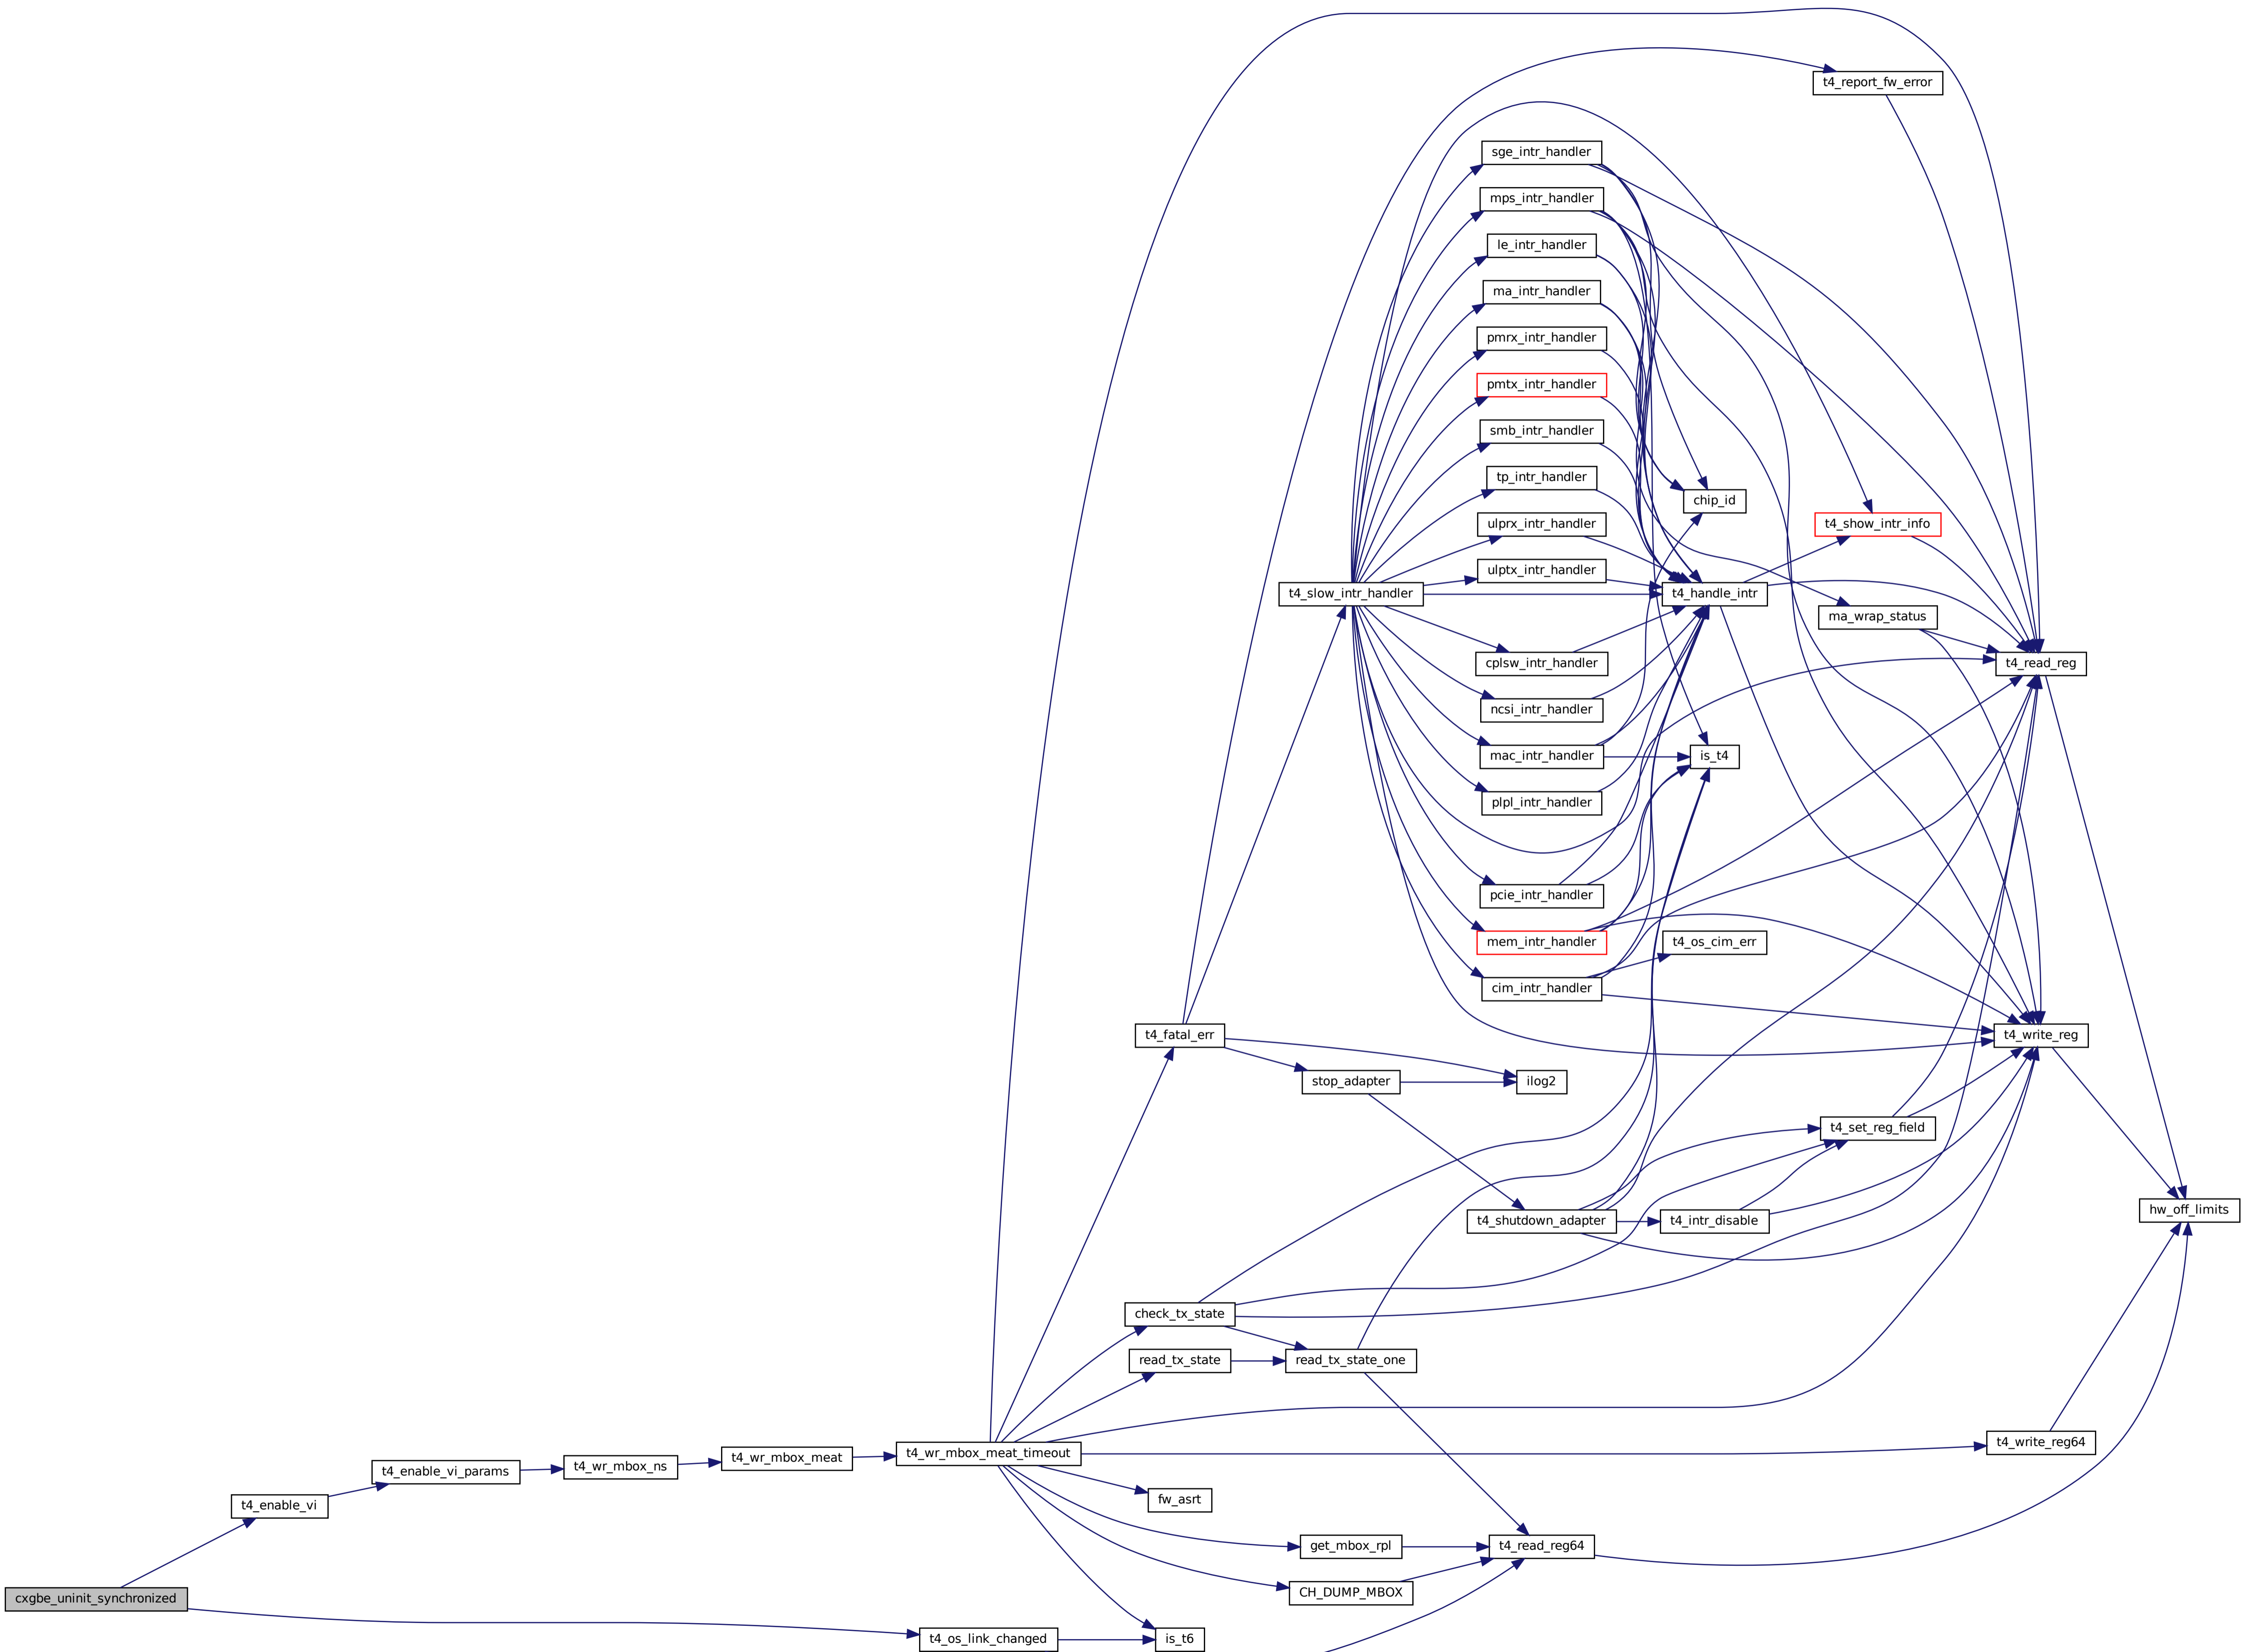 t4_report_fw_error
sge_intr_handler
mps_intr_handler
le_intr_handler
ma_intr_handler
pmrx_intr_handler
pmtx_intr_handler
smb_intr_handler
tp_intr_handler
chip_id
ulprx_intr_handler
t4_show_intr_info
ulptx_intr_handler
t4_slow_intr_handler
t4_handle_intr
ma_wrap_status
cplsw_intr_handler
t4_read_reg
ncsi_intr_handler
mac_intr_handler
is_t4
plpl_intr_handler
pcie_intr_handler
mem_intr_handler
t4_os_cim_err
cim_intr_handler
t4_fatal_err
t4_write_reg
stop_adapter
ilog2
t4_set_reg_field
hw_off_limits
t4_shutdown_adapter
t4_intr_disable
check_tx_state
read_tx_state
read_tx_state_one
t4_write_reg64
t4_wr_mbox_meat_timeout
t4_wr_mbox_meat
t4_wr_mbox_ns
t4_enable_vi_params
fw_asrt
t4_enable_vi
get_mbox_rpl
t4_read_reg64
CH_DUMP_MBOX
cxgbe_uninit_synchronized
t4_os_link_changed
is_t6